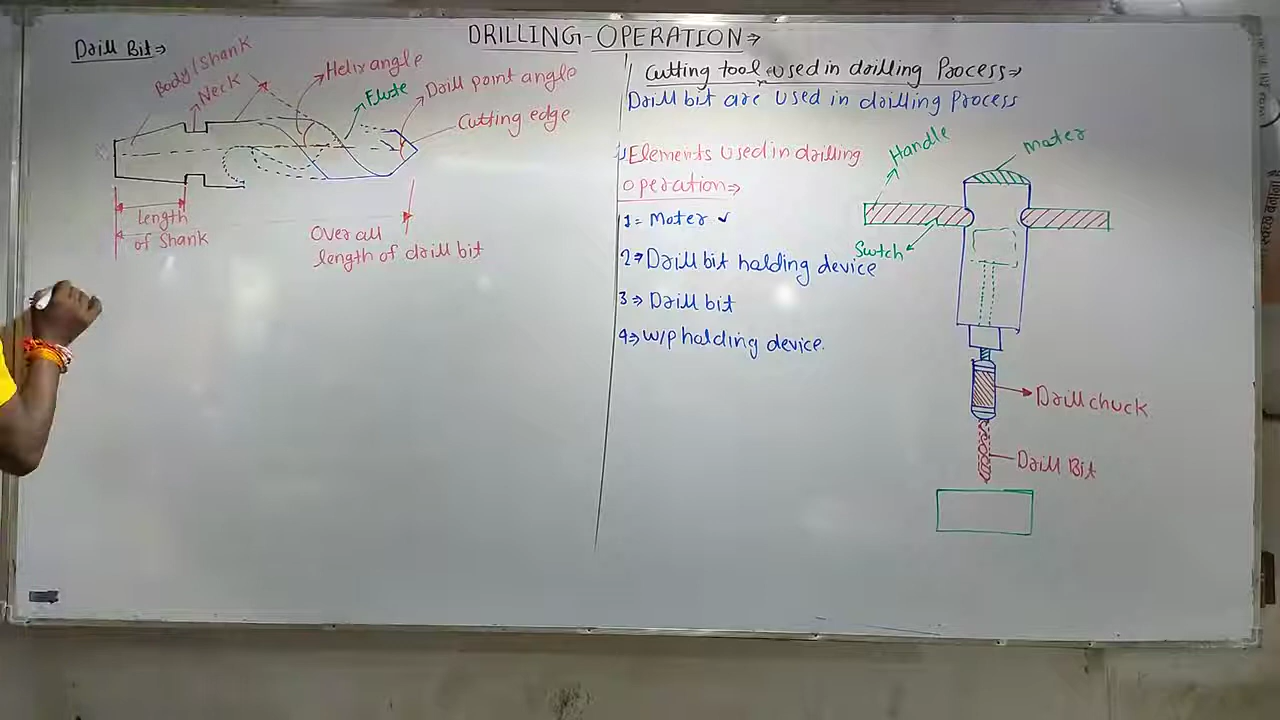 DRILLING-OPERATION⇒
Drill Bit⇒
Body/Shank
Neck
Helix angle
Flute
Drill point angle
Cutting edge
Length
of Shank
Over all
length of drill bit
Cutting tool used in drilling Process⇒
Drill bit are used in drilling Process
Elements used in drilling
operation⇒
1= Moter ✓
2⇒ Drill bit holding device
3⇒ Drill bit
4⇒ w/p holding device.
Handle
Moter
Swtch
Drill chuck
Drill Bit